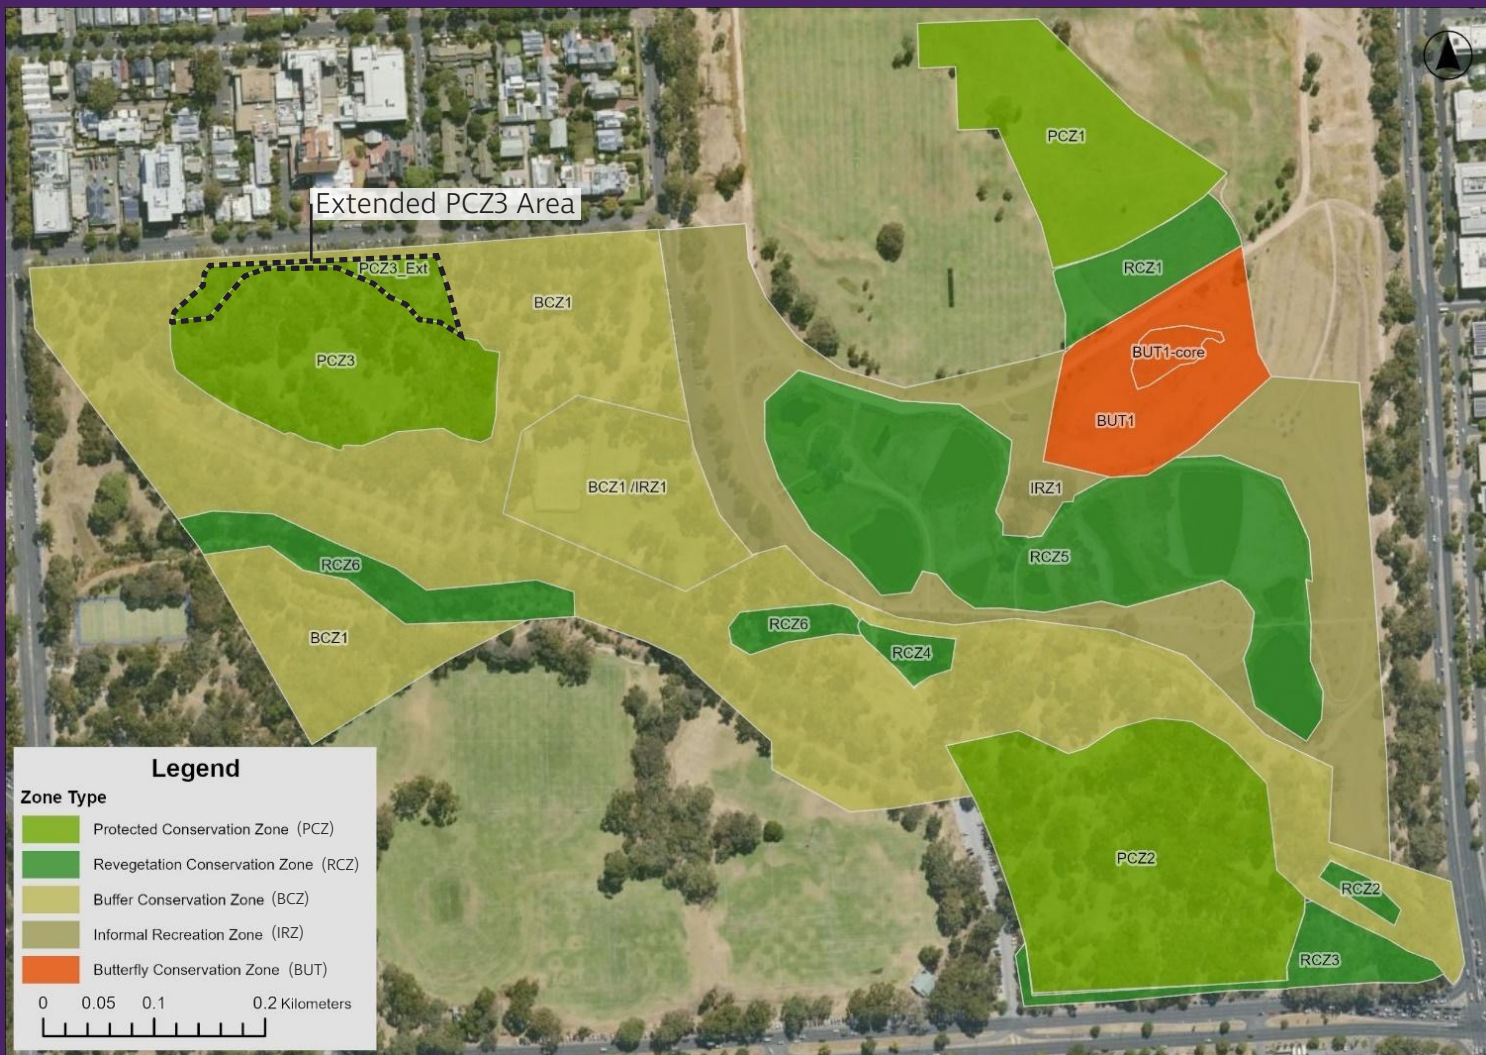 PCZ1
Extended PCZ3 Area
PCZ3_Ext
RCZ1
BCZ1
BUT1-core
PCZ3
BUT1
BCZ1 /IRZ1
IRZ1
RCZ5
RCZ6
RCZ6
BCZ1
RCZ4
PCZ2
RCZ2
RCZ3
Legend
Zone Type
Protected Conservation Zone (PCZ)
Revegetation Conservation Zone (RCZ)
Buffer Conservation Zone (BCZ)
Informal Recreation Zone (IRZ)
Butterfly Conservation Zone (BUT)
0 0.05 0.1 0.2 Kilometers